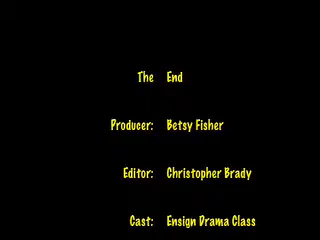 The End
Producer: Betsy Fisher
Editor: Christopher Brady
Cast: Ensign Drama Class